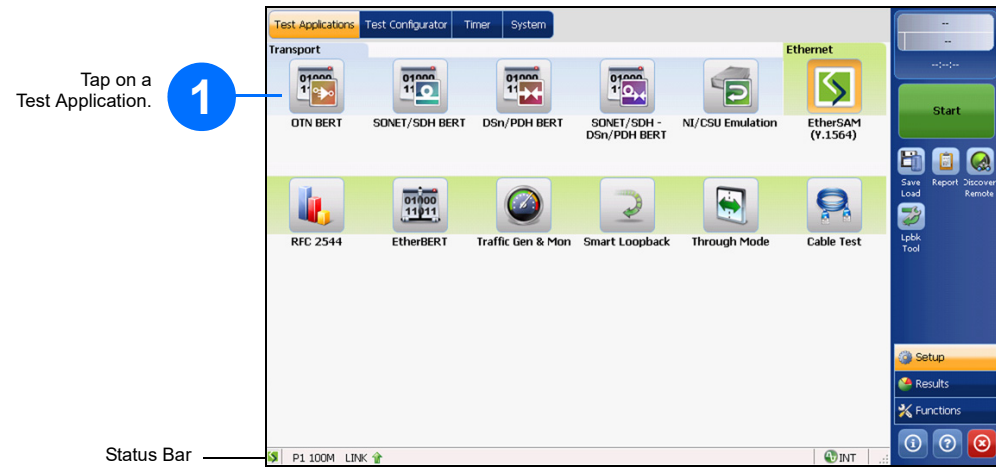 Tap on a
Test Application.
1
Test Applications Test Configurator Timer System
Transport Ethernet
OTN BERT SONET/SDH BERT DSn/PDH BERT SONET/SDH - DSn/PDH BERT NI/CSU Emulation EtherSAM (Y.1564)
01000
11011
RFC 2544 EtherBERT Traffic Gen & Mon Smart Loopback Through Mode Cable Test
Status Bar
P1 100M LINK INT
--
--
--:--:--
Start
Save Load Report Discover Remote
Lpbk Tool
Setup
Results
Functions